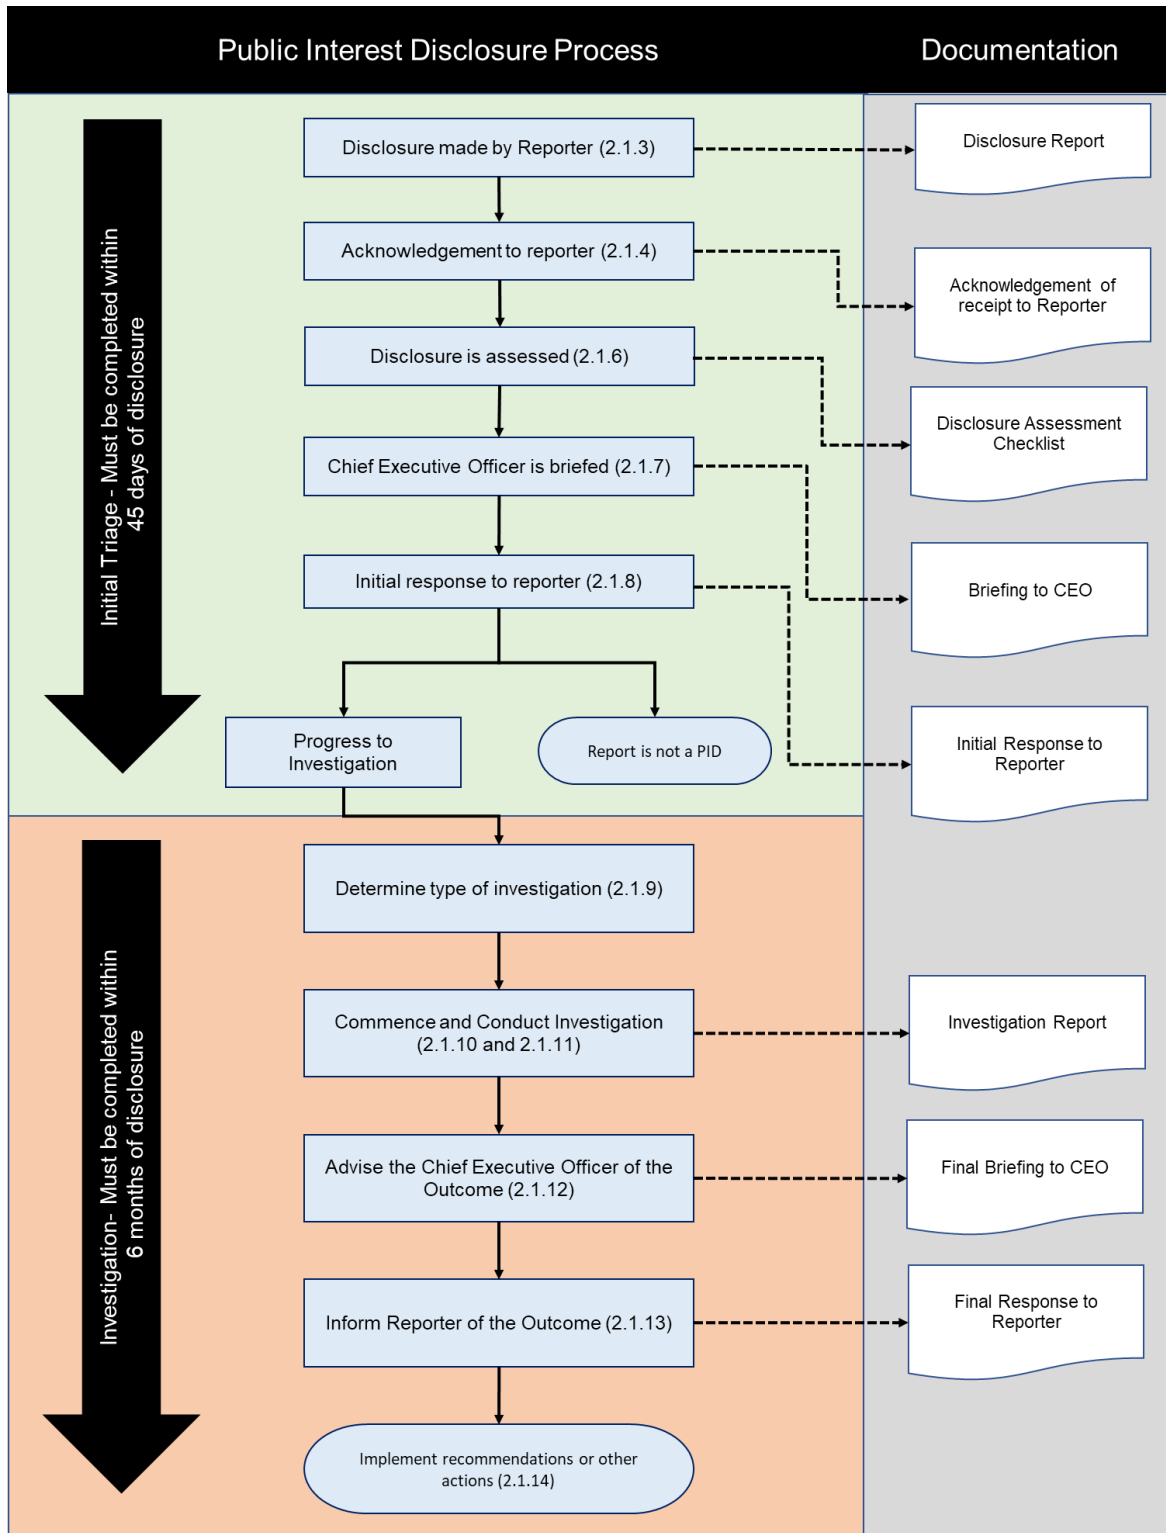 Public Interest Disclosure Process
Documentation
Initial Triage - Must be completed within
45 days of disclosure
Disclosure made by Reporter (2.1.3)
Disclosure Report
Acknowledgement to reporter (2.1.4)
Acknowledgement of
receipt to Reporter
Disclosure is assessed (2.1.6)
Disclosure Assessment
Checklist
Chief Executive Officer is briefed (2.1.7)
Briefing to CEO
Initial response to reporter (2.1.8)
Initial Response to
Reporter
Progress to
Investigation
Report is not a PID
Investigation- Must be completed within
6 months of disclosure
Determine type of investigation (2.1.9)
Commence and Conduct Investigation
(2.1.10 and 2.1.11)
Investigation Report
Advise the Chief Executive Officer of the
Outcome (2.1.12)
Final Briefing to CEO
Inform Reporter of the Outcome (2.1.13)
Final Response to
Reporter
Implement recommendations or other
actions (2.1.14)